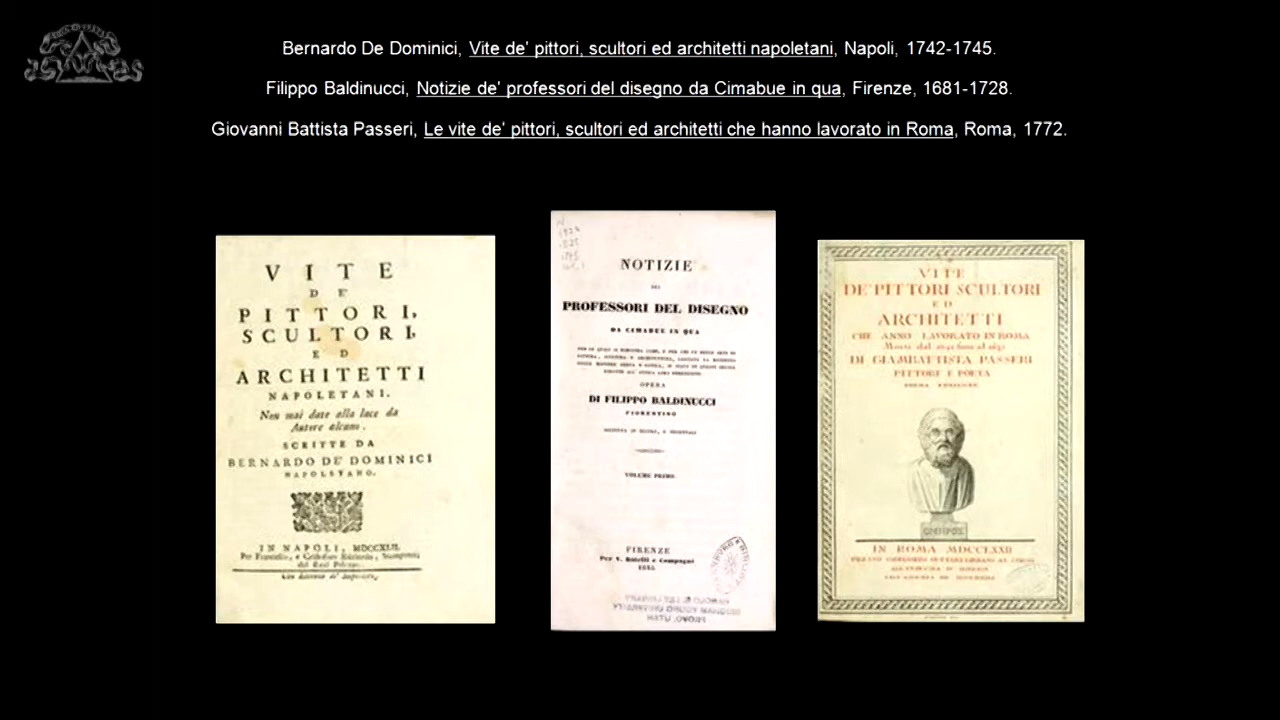 Bernardo De Dominici, Vite de' pittori, scultori ed architetti napoletani, Napoli, 1742-1745.
Filippo Baldinucci, Notizie de' professori del disegno da Cimabue in qua, Firenze, 1681-1728.
Giovanni Battista Passeri, Le vite de' pittori, scultori ed architetti che hanno lavorato in Roma, Roma, 1772.
VITE
DE'
PITTORI,
SCULTORI,
ED
ARCHITETTI
NAPOLETANI.
Non mai date alla luce da
Autore alcuno.
SCRITTE DA
BERNARDO DE' DOMINICI
NAPOLETANO.
IN NAPOLI, MDCCXLII.
NOTIZIE
DEI
PROFESSORI DEL DISEGNO
DA CIMABUE IN QUA
OPERA
DI FILIPPO BALDINUCCI
FIORENTINO
VOLUME PRIMO
FIRENZE
VITE
DE' PITTORI SCULTORI
ED
ARCHITETTI
CHE ANNO LAVORATO IN ROMA
DI GIAMBATTISTA PASSERI
PITTORE E POETA
PRIMA EDIZIONE
IN ROMA MDCCLXXII